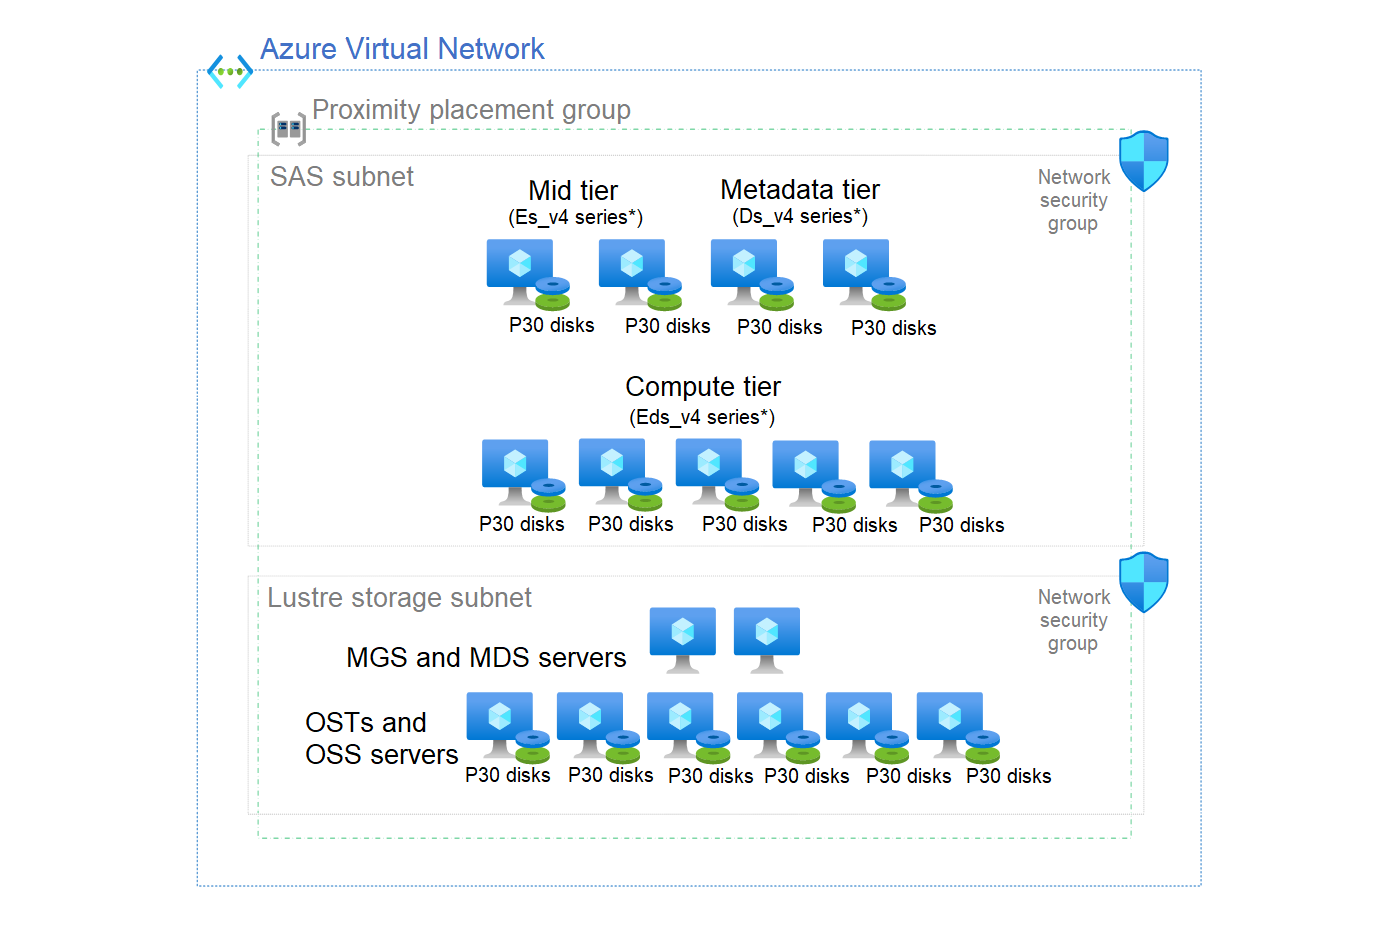 Azure Virtual Network
Proximity placement group
SAS subnet
Network
security
group
Mid tier
(Es_v4 series*)
Metadata tier
(Ds_v4 series*)
P30 disks
P30 disks
P30 disks
P30 disks
Compute tier
(Eds_v4 series*)
P30 disks
P30 disks
P30 disks
P30 disks
P30 disks
Lustre storage subnet
Network
security
group
MGS and MDS servers
OSTs and
OSS servers
P30 disks
P30 disks
P30 disks
P30 disks
P30 disks
P30 disks